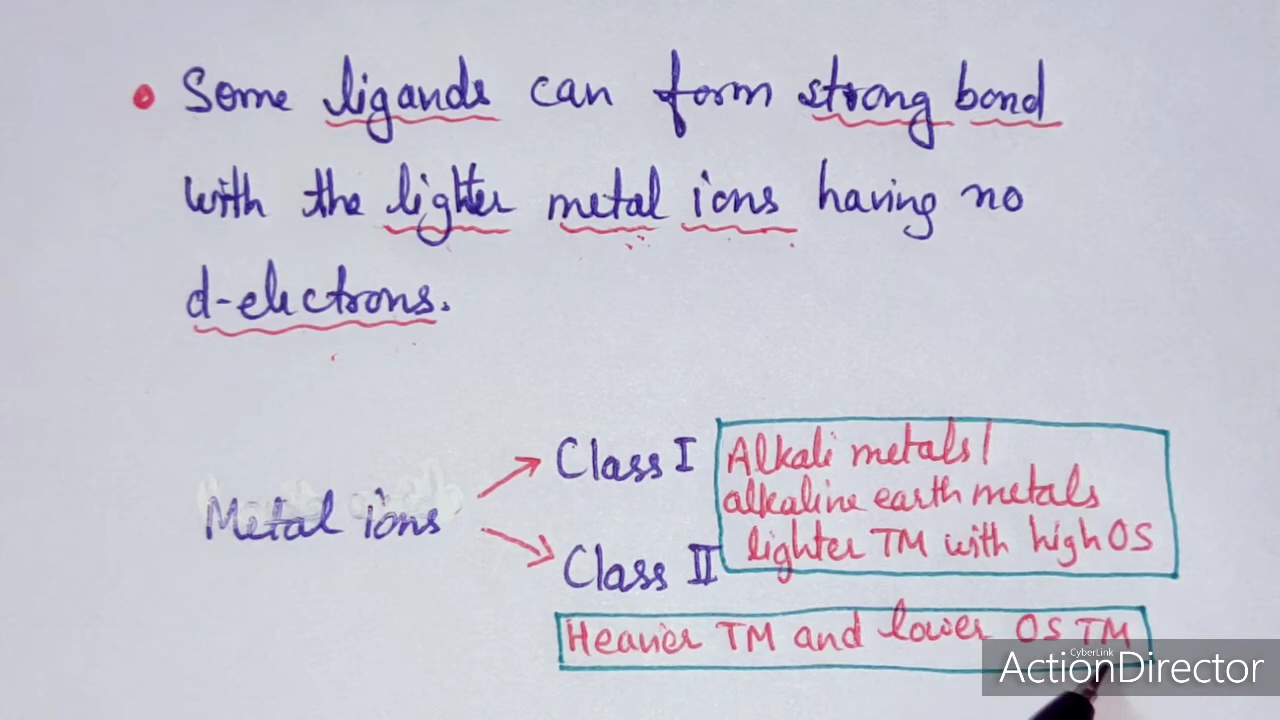 • Some ligands can form strong bond
with the lighter metal ions having no
d-electrons.
Metal ions
Class I
Alkali metals/
alkaline earth metals
lighter TM with high OS
Class II
Heavier TM and lower OS TM
CyberLink
ActionDirector